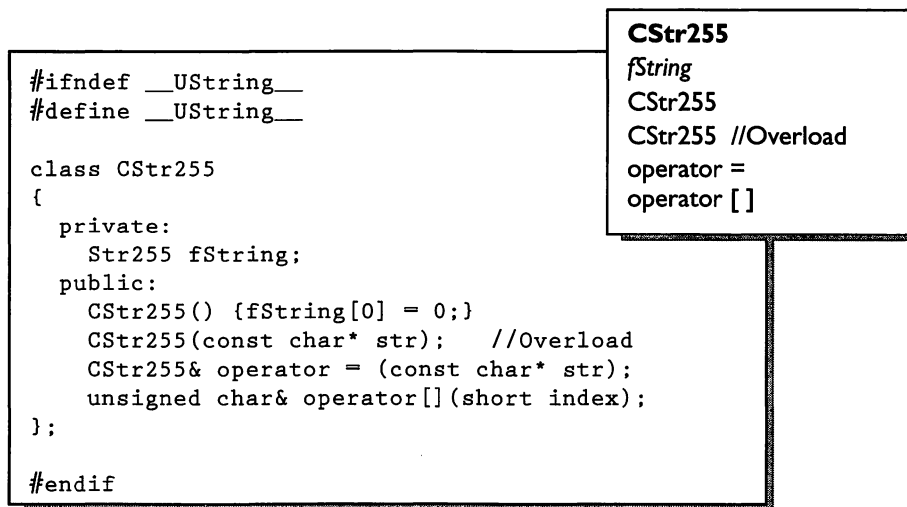 #ifndef __UString__
#define __UString__
class CStr255
{
private:
Str255 fString;
public:
CStr255() {fString[0] = 0;}
CStr255(const char* str); //Overload
CStr255& operator = (const char* str);
unsigned char& operator[](short index);
};
#endif
CStr255
fString
CStr255
CStr255 //Overload
operator =
operator [ ]